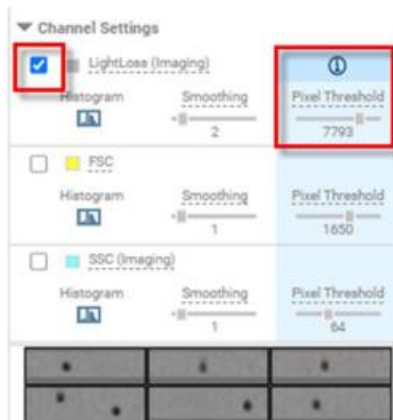 Channel Settings
LightLoss (Imaging)
Histogram Smoothing Pixel Threshold
2 7793
FSC
Histogram Smoothing Pixel Threshold
1 1650
SSC (Imaging)
Histogram Smoothing Pixel Threshold
1 64